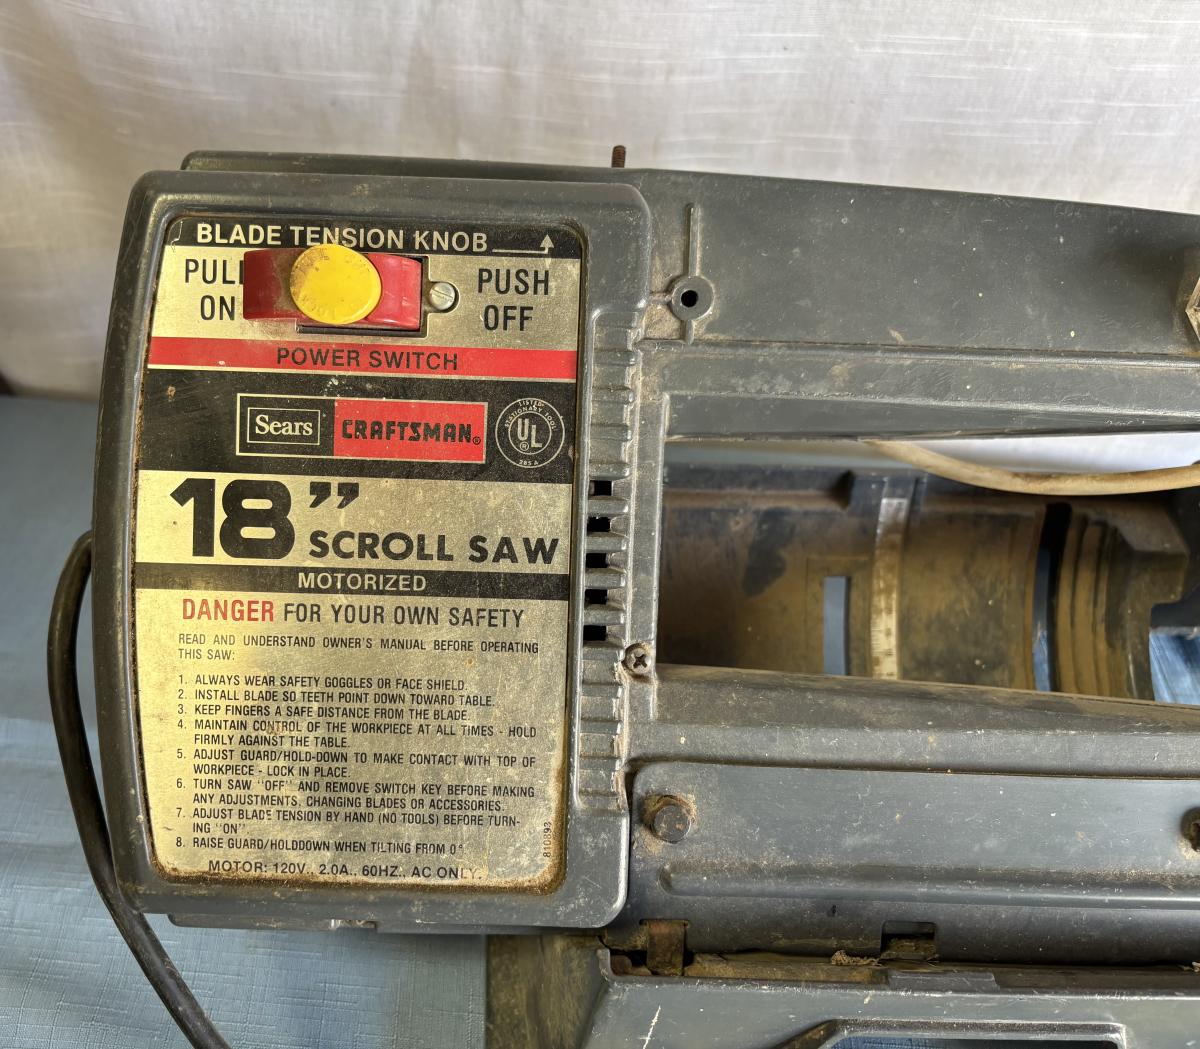 BLADE TENSION KNOB
PULL
ON
PUSH
OFF
POWER SWITCH
Sears
CRAFTSMAN®
LISTED
STATIONARY TOOL
UL
®
285 A
18"
SCROLL SAW
MOTORIZED
DANGER FOR YOUR OWN SAFETY
READ AND UNDERSTAND OWNER'S MANUAL BEFORE OPERATING
THIS SAW:
1. ALWAYS WEAR SAFETY GOGGLES OR FACE SHIELD.
2. INSTALL BLADE SO TEETH POINT DOWN TOWARD TABLE.
3. KEEP FINGERS A SAFE DISTANCE FROM THE BLADE.
4. MAINTAIN CONTROL OF THE WORKPIECE AT ALL TIMES - HOLD
FIRMLY AGAINST THE TABLE.
5. ADJUST GUARD/HOLD-DOWN TO MAKE CONTACT WITH TOP OF
WORKPIECE - LOCK IN PLACE.
6. TURN SAW "OFF" AND REMOVE SWITCH KEY BEFORE MAKING
ANY ADJUSTMENTS, CHANGING BLADES OR ACCESSORIES.
7. ADJUST BLADE TENSION BY HAND (NO TOOLS) BEFORE TURN-
ING "ON"
8. RAISE GUARD/HOLDDOWN WHEN TILTING FROM 0°
MOTOR: 120V., 2.0A., 60HZ., AC ONLY.